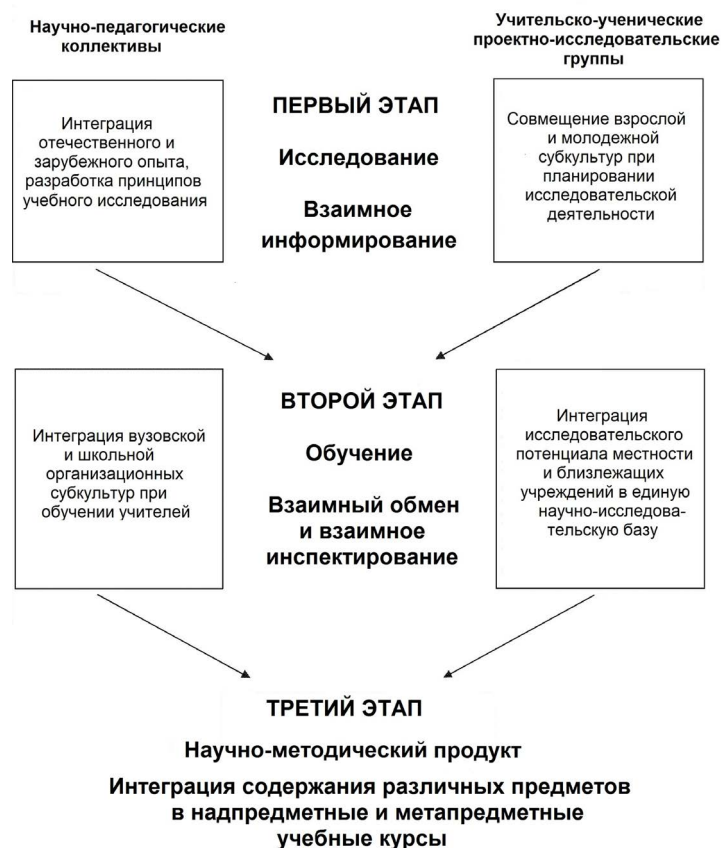 Научно-педагогические
коллективы
Учительско-ученические
проектно-исследовательские
группы
Интеграция
отечественного и
зарубежного опыта,
разработка принципов
учебного исследования
ПЕРВЫЙ ЭТАП
Исследование
Взаимное
информирование
Совмещение взрослой
и молодежной
субкультур при
планировании
исследовательской
деятельности
Интеграция вузовской
и школьной
организационных
субкультур при
обучении учителей
ВТОРОЙ ЭТАП
Обучение
Взаимный обмен
и взаимное
инспектирование
Интеграция
исследовательского
потенциала местности
и близлежащих
учреждений в единую
научно-исследова-
тельскую базу
ТРЕТИЙ ЭТАП
Научно-методический продукт
Интеграция содержания различных предметов
в надпредметные и метапредметные
учебные курсы